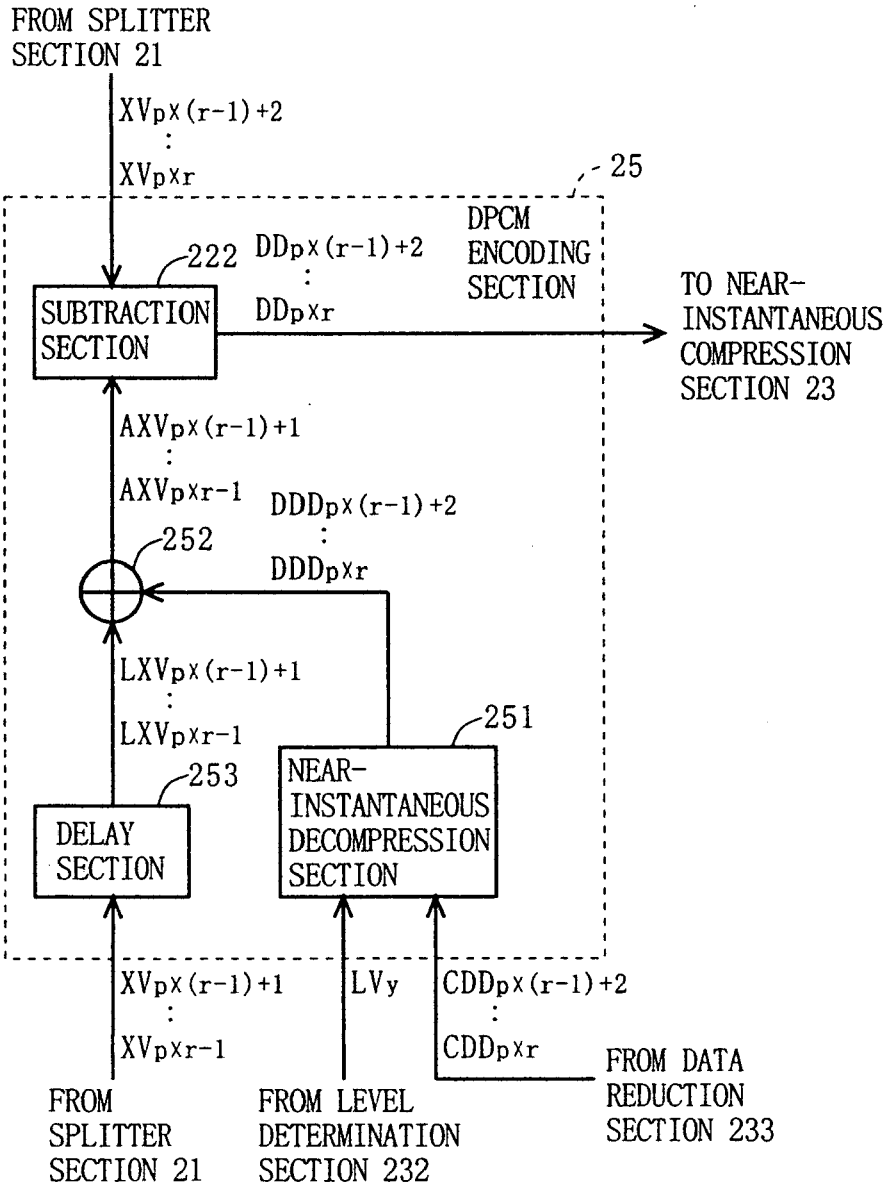 FROM SPLITTER
SECTION 21
XVp×(r-1)+2
:
XVp×r
25
DPCM
ENCODING
SECTION
222
DDp×(r-1)+2
:
DDp×r
SUBTRACTION
SECTION
TO NEAR-
INSTANTANEOUS
COMPRESSION
SECTION 23
AXVp×(r-1)+1
:
AXVp×r-1
DDDp×(r-1)+2
:
DDDp×r
252
LXVp×(r-1)+1
:
LXVp×r-1
251
253
DELAY
SECTION
NEAR-
INSTANTANEOUS
DECOMPRESSION
SECTION
XVp×(r-1)+1
:
XVp×r-1
LVy
CDDp×(r-1)+2
:
CDDp×r
FROM
SPLITTER
SECTION 21
FROM LEVEL
DETERMINATION
SECTION 232
FROM DATA
REDUCTION
SECTION 233